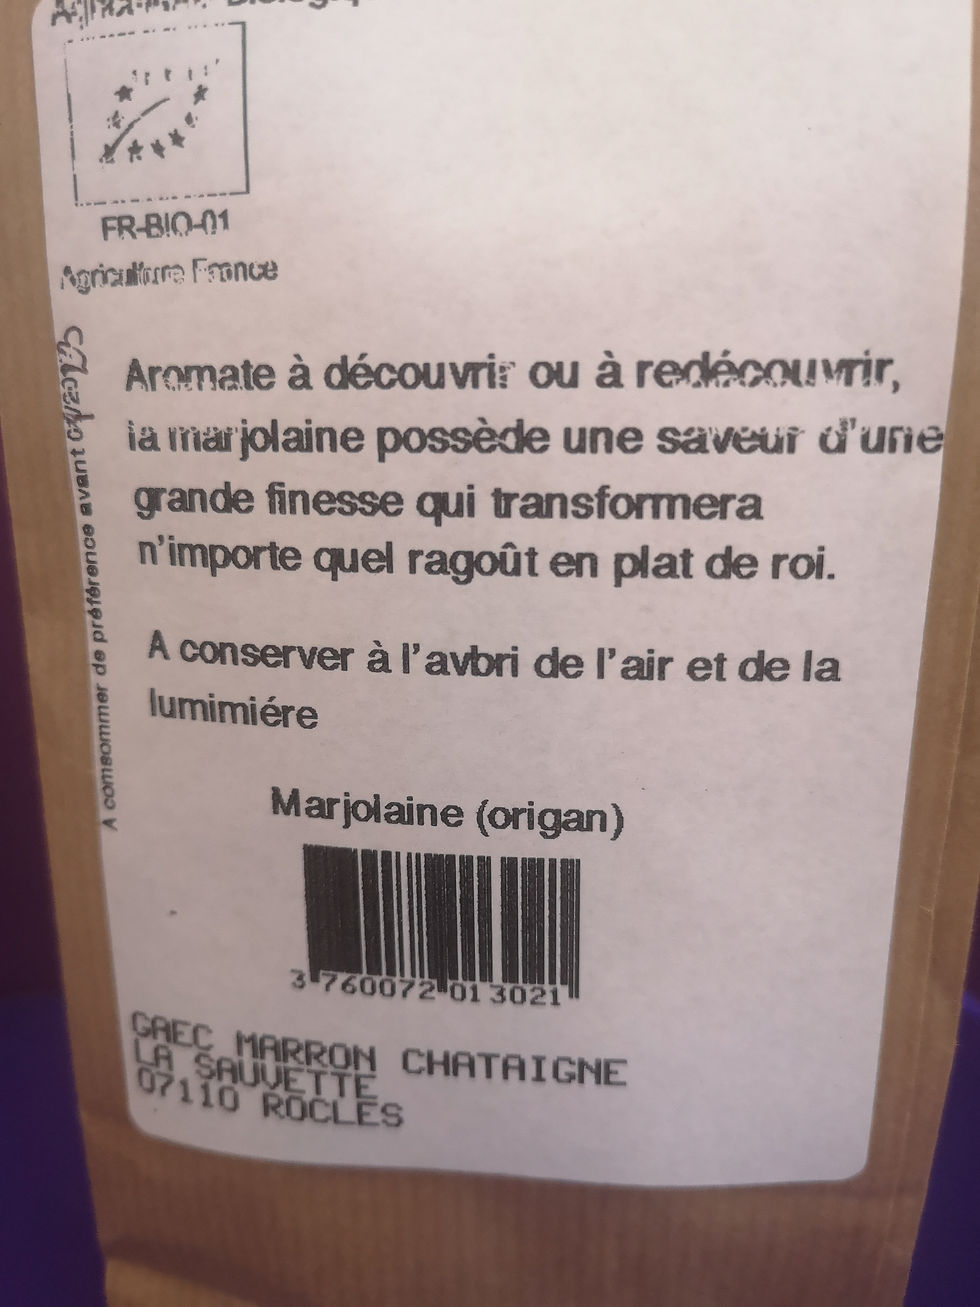 FR-BIO-01
Agriculture France
A comsommer de préférence avant
Aromate à découvrir ou à redécouvrir,
la marjolaine possède une saveur d'une
grande finesse qui transformera
n'importe quel ragoût en plat de roi.
A conserver à l'avbri de l'air et de la
lumimiére
Marjolaine (origan)
3 760072 013021
GAEC MARRON CHATAIGNE
LA SAUVETTE
07110 ROCLES